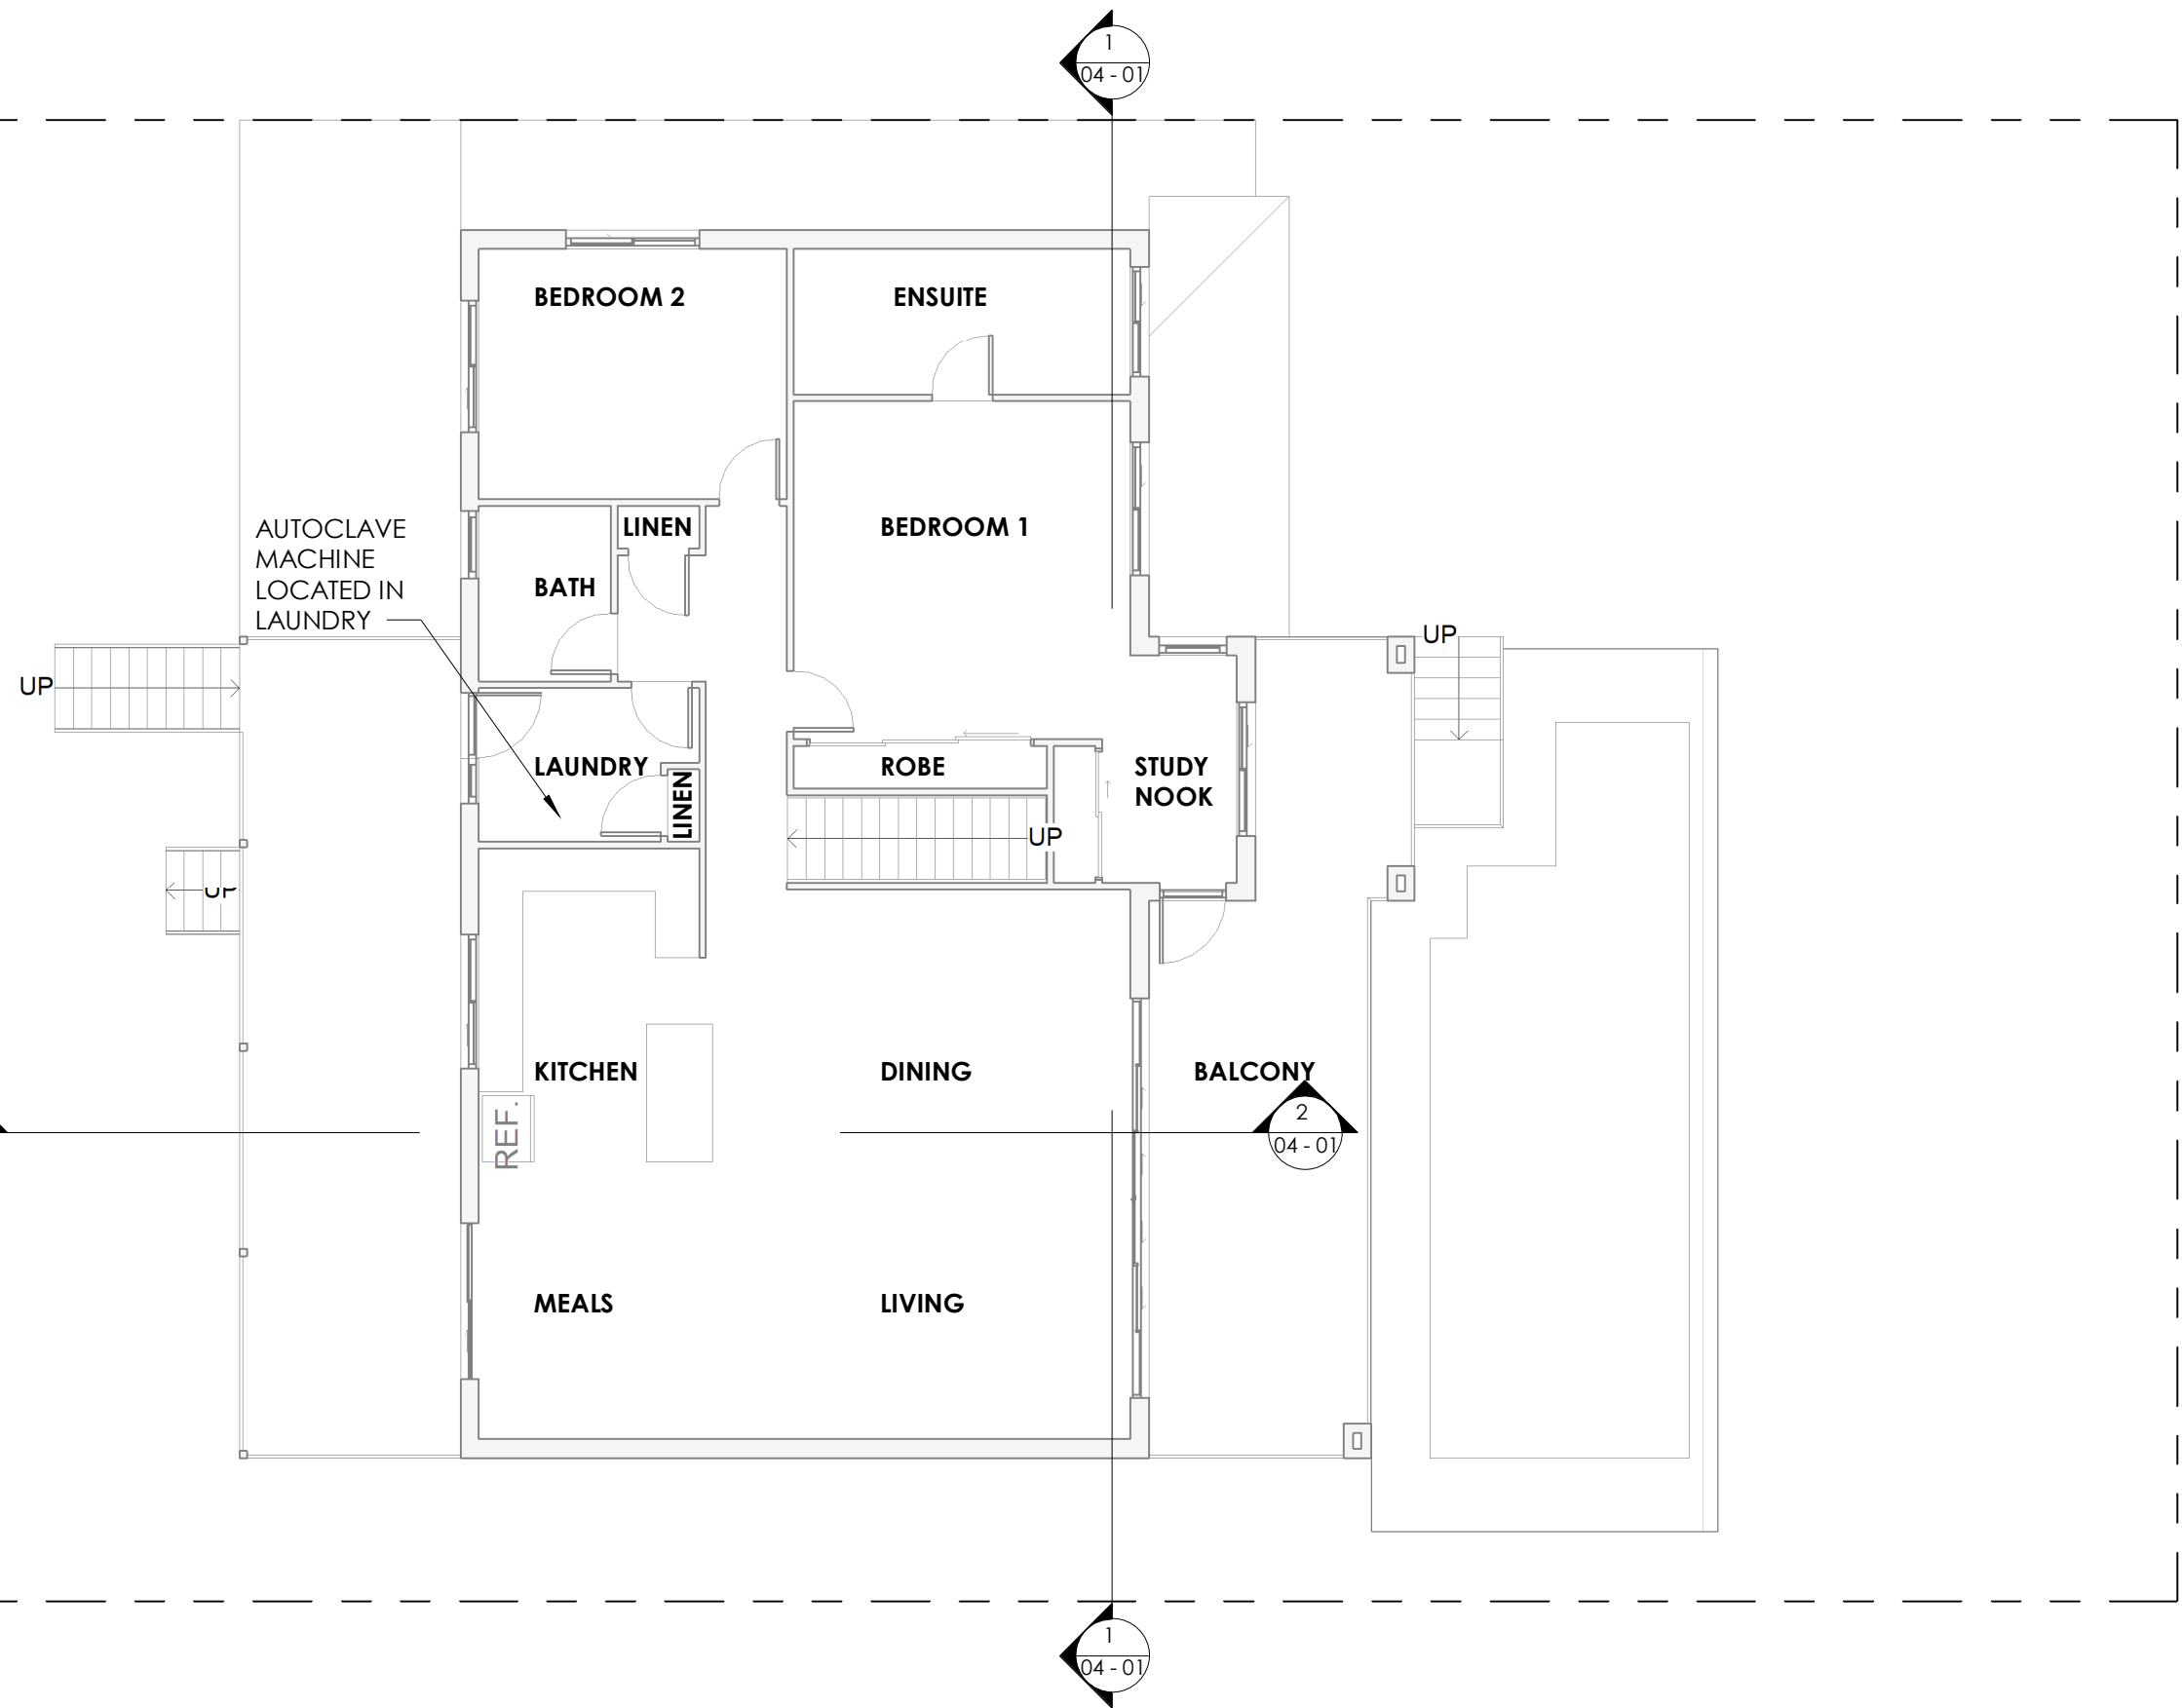 1
04 - 01
BEDROOM 2
ENSUITE
AUTOCLAVE
MACHINE
LOCATED IN
LAUNDRY
LINEN
BEDROOM 1
BATH
UP
UP
LAUNDRY
LINEN
ROBE
STUDY
NOOK
UP
UP
KITCHEN
DINING
BALCONY
REF.
2
04 - 01
MEALS
LIVING
1
04 - 01